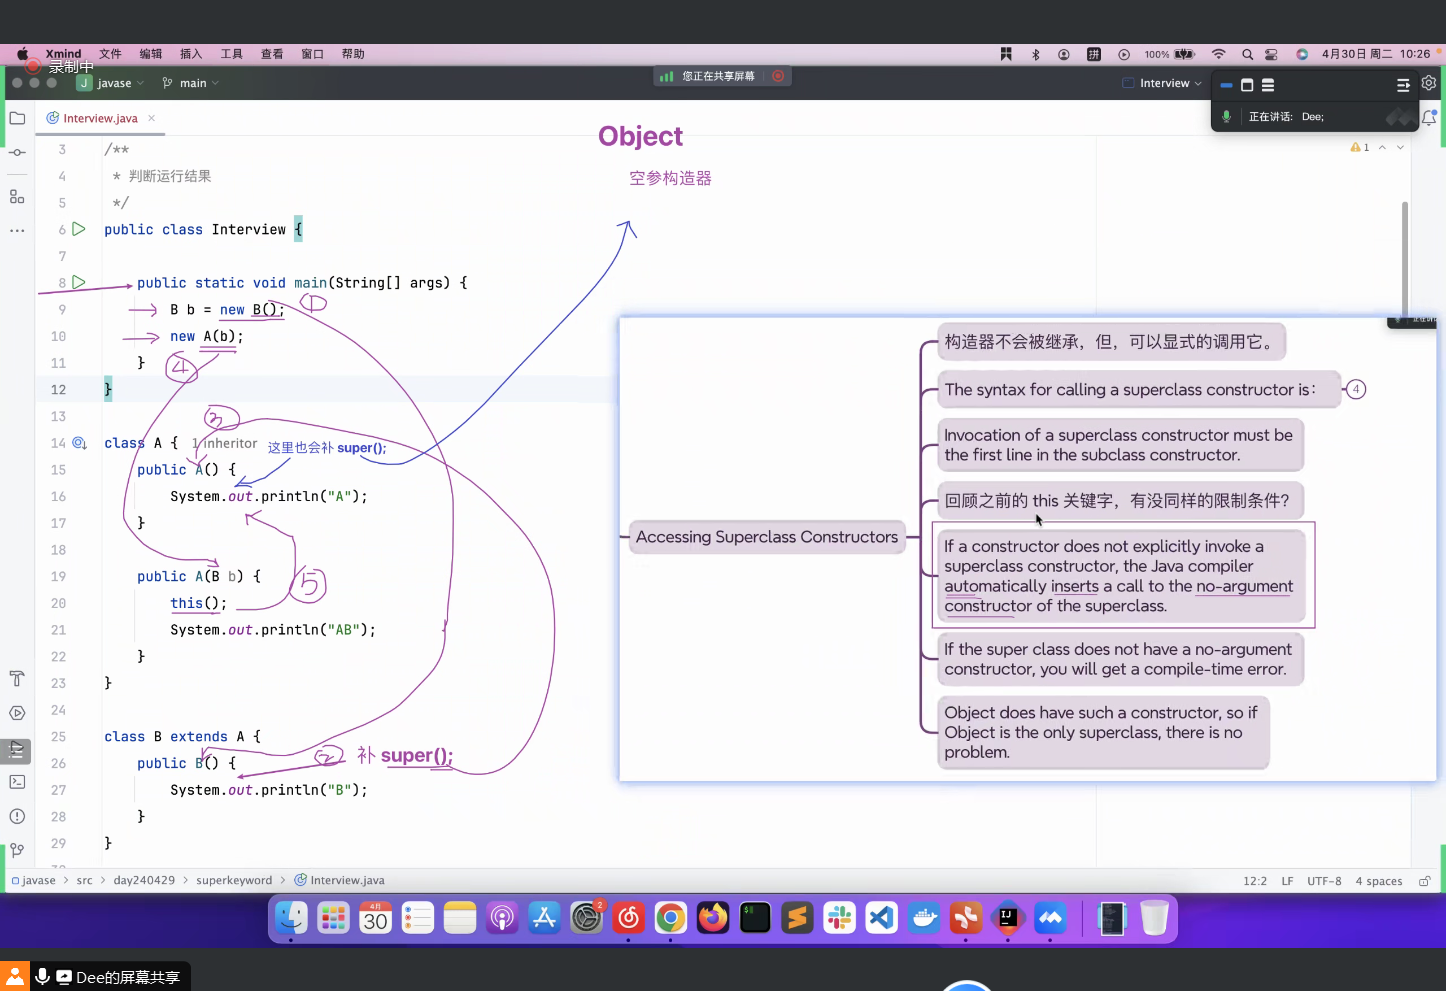 Xmind 文件 编辑 插入 工具 查看 窗口 帮助
拼 100% 4月30日 周二 10:26
录制中
J javase main
您正在共享屏幕
Interview
正在讲话: Dee;
Interview.java
1
Object
空参构造器
3 /**
4 * 判断运行结果
5 */
6 public class Interview {
7
8 public static void main(String[] args) {
9 B b = new B(); ①
10 new A(b);
11 }
④
12 }
13
③
14 class A { 1 inheritor
这里也会补 super();
15 public A() {
16 System.out.println("A");
17 }
18
19 public A(B b) {
⑤
20 this();
21 System.out.println("AB");
22 }
23 }
24
25 class B extends A {
② 补 super();
26 public B() {
27 System.out.println("B");
28 }
29 }
Accessing Superclass Constructors
构造器不会被继承，但，可以显式的调用它。
The syntax for calling a superclass constructor is：
4
Invocation of a superclass constructor must be
the first line in the subclass constructor.
回顾之前的 this 关键字，有没同样的限制条件?
If a constructor does not explicitly invoke a
superclass constructor, the Java compiler
automatically inserts a call to the no-argument
constructor of the superclass.
If the super class does not have a no-argument
constructor, you will get a compile-time error.
Object does have such a constructor, so if
Object is the only superclass, there is no
problem.
javase > src > day240429 > superkeyword > Interview.java
12:2 LF UTF-8 4 spaces
4月
30
2
IJ
Dee的屏幕共享